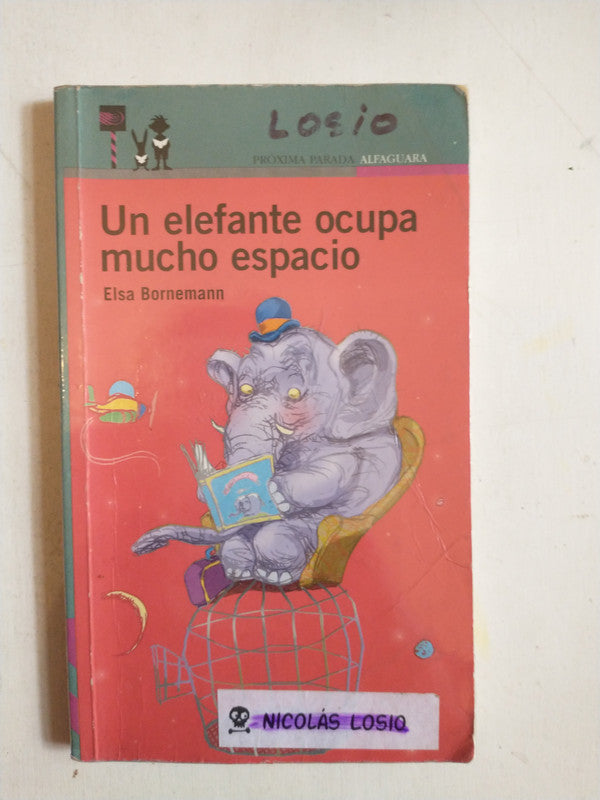 Losio
PRÓXIMA PARADA ALFAGUARA
Un elefante ocupa
mucho espacio
Elsa Bornemann
NICOLÁS LOSIO